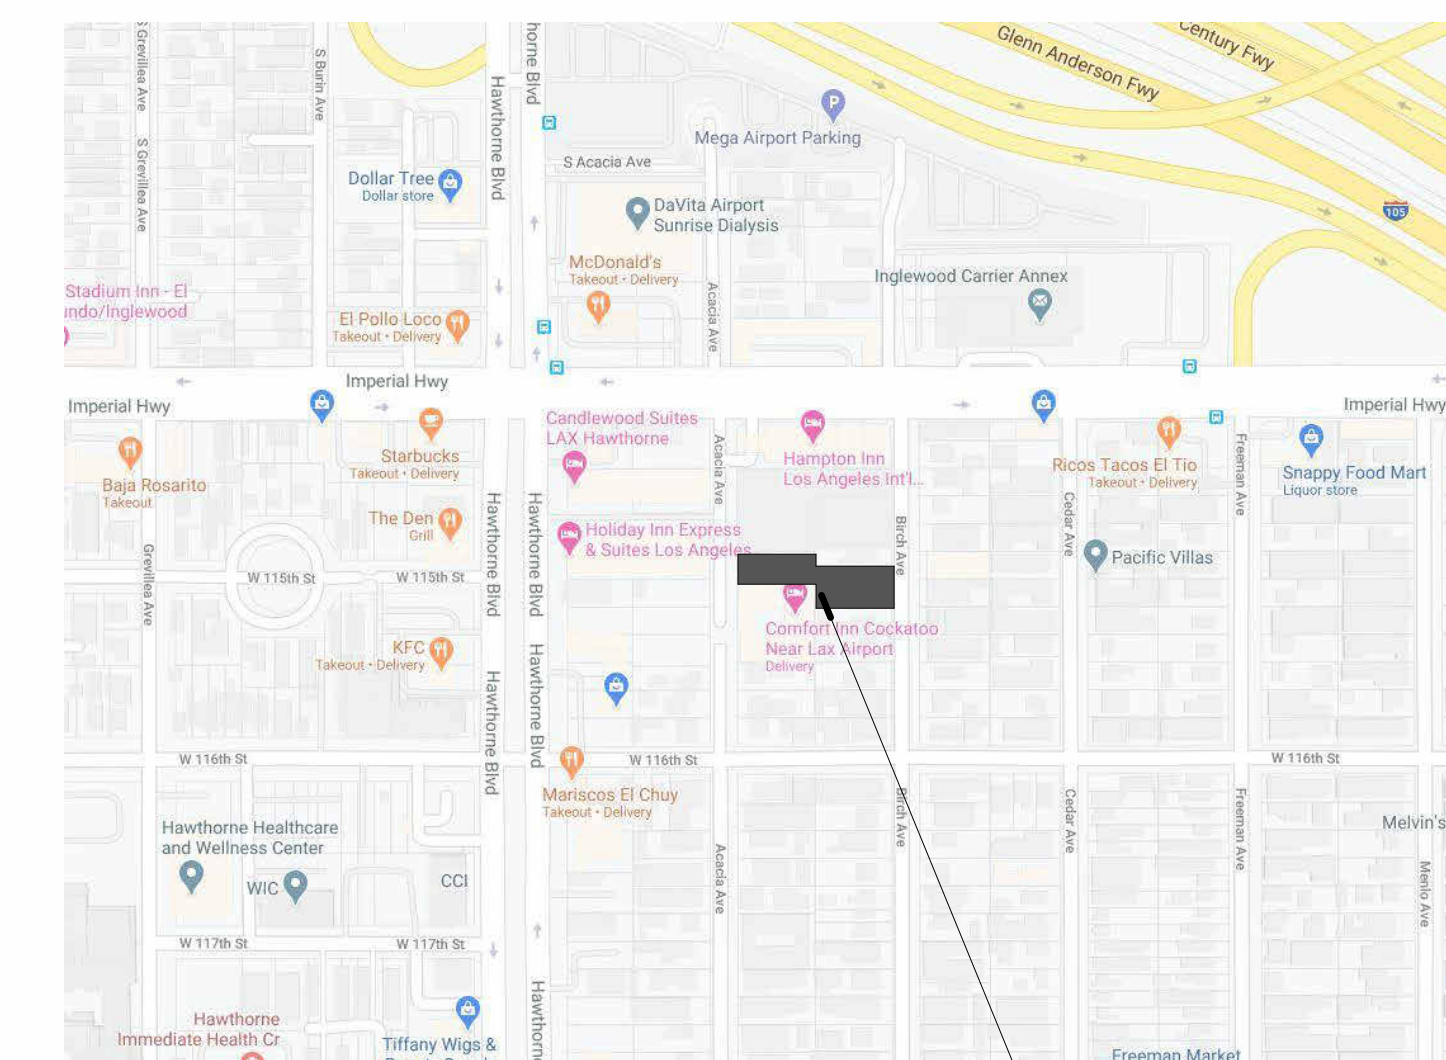 S Grevillea Ave
S Grevillea Ave
S Burin Ave
Hawthorne Blvd
horne Blvd
Glenn Anderson Fwy
Century Fwy
P
Mega Airport Parking
S Acacia Ave
Dollar Tree
Dollar store
DaVita Airport
Sunrise Dialysis
105
McDonald's
Takeout • Delivery
Acacia Ave
Inglewood Carrier Annex
Stadium Inn - El
undo/Inglewood
El Pollo Loco
Takeout • Delivery
Imperial Hwy
Imperial Hwy
Imperial Hwy
Candlewood Suites
LAX Hawthorne
Acacia Ave
Hampton Inn
Los Angeles Int'l...
Starbucks
Takeout • Delivery
Baja Rosarito
Takeout
Ricos Tacos El Tio
Takeout • Delivery
Freeman Ave
Snappy Food Mart
Liquor store
The Den
Grill
Hawthorne Blvd
Hawthorne Blvd
Holiday Inn Express
& Suites Los Angeles
Birch Ave
Cedar Ave
Pacific Villas
Grevillea Ave
W 115th St
W 115th St
KFC
Takeout • Delivery
Comfort Inn Cockatoo
Near Lax Airport
Delivery
Hawthorne Blvd
Hawthorne Blvd
W 116th St
W 116th St
W 116th St
Mariscos El Chuy
Takeout • Delivery
Birch Ave
Cedar Ave
Freeman Ave
Melvin's
Menlo Ave
Hawthorne Healthcare
and Wellness Center
WIC
CCI
Acacia Ave
W 117th St
W 117th St
Hawthorn
Hawthorne
Immediate Health Cr
Tiffany Wigs &
Freeman Market